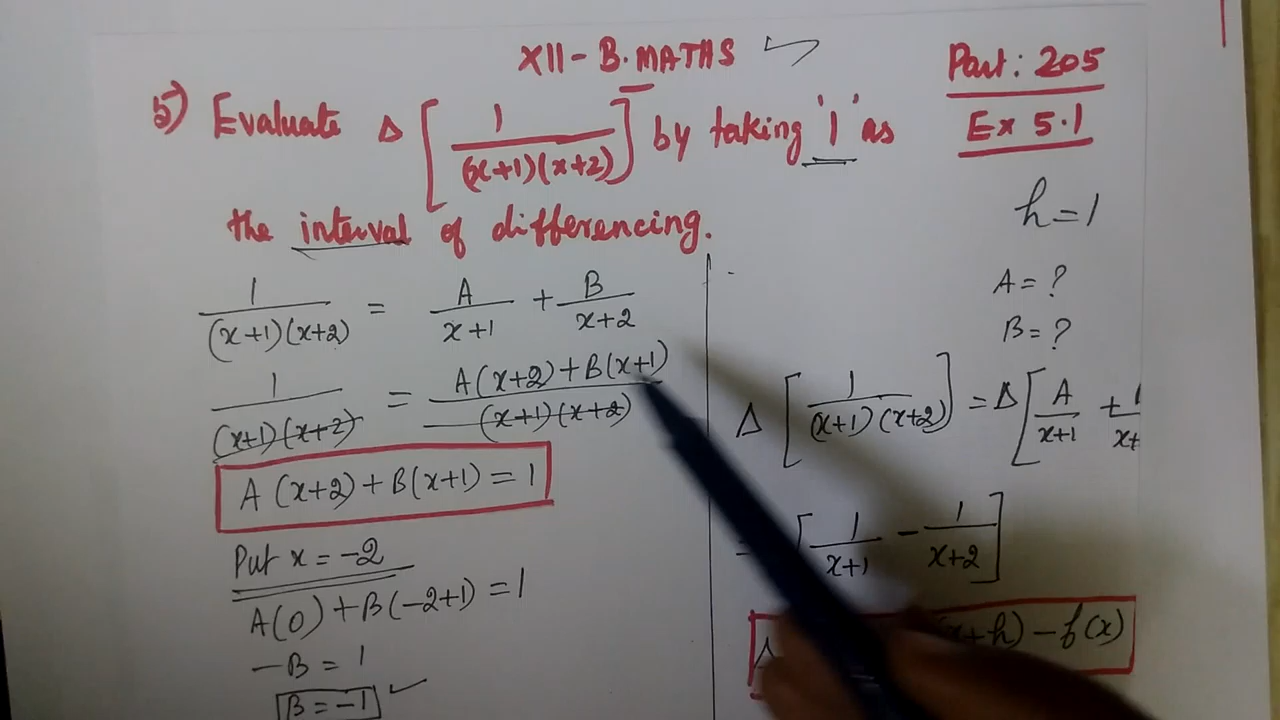 XII - B.MATHS
Part: 205
Ex 5.1
5) Evaluate Δ [1/((x+1)(x+2))] by taking '1' as
the interval of differencing.
h = 1
1/((x+1)(x+2)) = A/(x+1) + B/(x+2)
1/((x+1)(x+2)) = (A(x+2) + B(x+1))/((x+1)(x+2))
A(x+2) + B(x+1) = 1
Put x = -2
A(0) + B(-2+1) = 1
-B = 1
B = -1
A = ?
B = ?
Δ [1/((x+1)(x+2))] = Δ [A/(x+1) +
= [1/(x+1) - 1/(x+2)]
(x+h) - f(x)